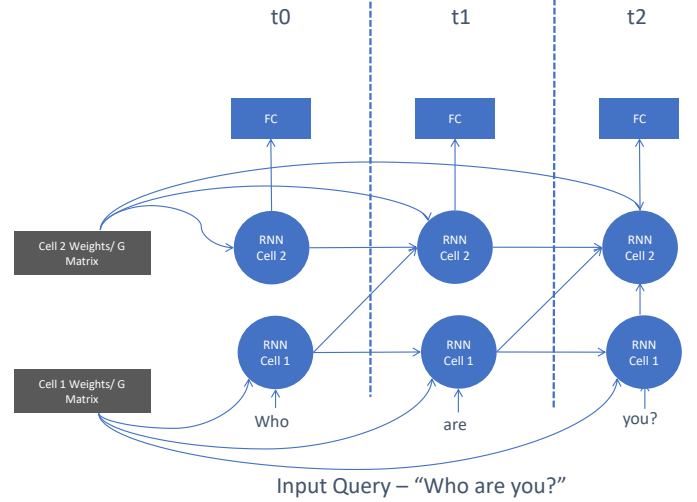 t0
t1
t2
FC
FC
FC
RNN
Cell 2
RNN
Cell 2
RNN
Cell 2
Cell 2 Weights/ G
Matrix
RNN
Cell 1
RNN
Cell 1
RNN
Cell 1
Cell 1 Weights/ G
Matrix
Who
are
you?
Input Query – “Who are you?”